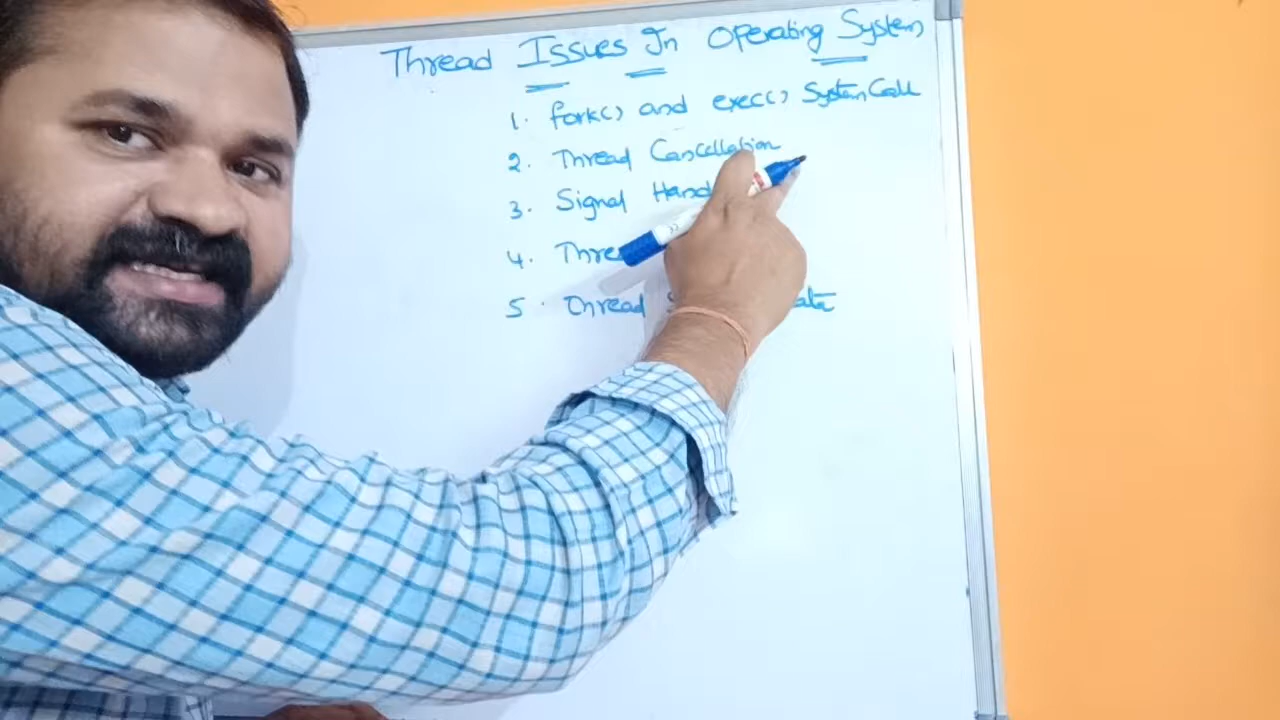 Thread Issues In Operating System
1. fork() and exec() System Call
2. Thread Cancellation
3. Signal Hand
4. Thre
5. Thread ate